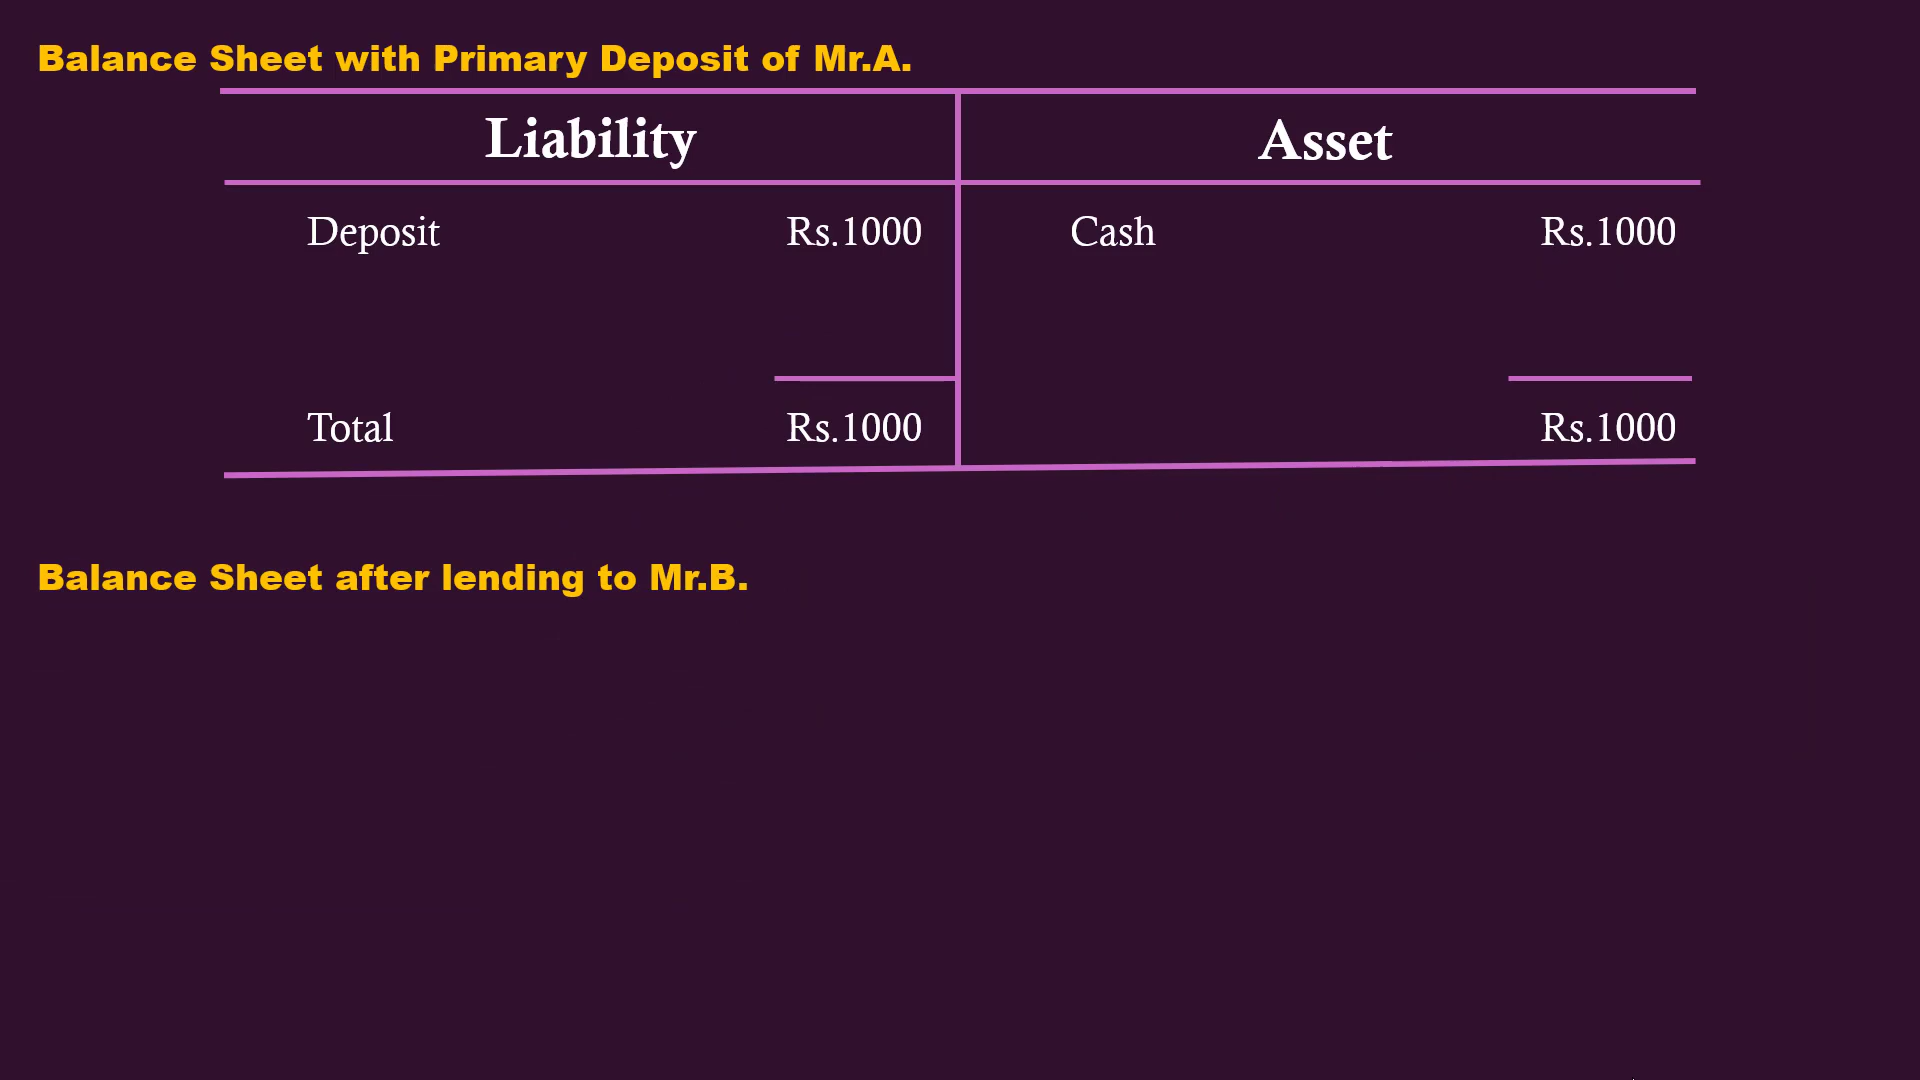 Balance Sheet with Primary Deposit of Mr.A.
Liability Asset
Deposit Rs.1000 Cash Rs.1000
Total Rs.1000 Rs.1000
Balance Sheet after lending to Mr.B.